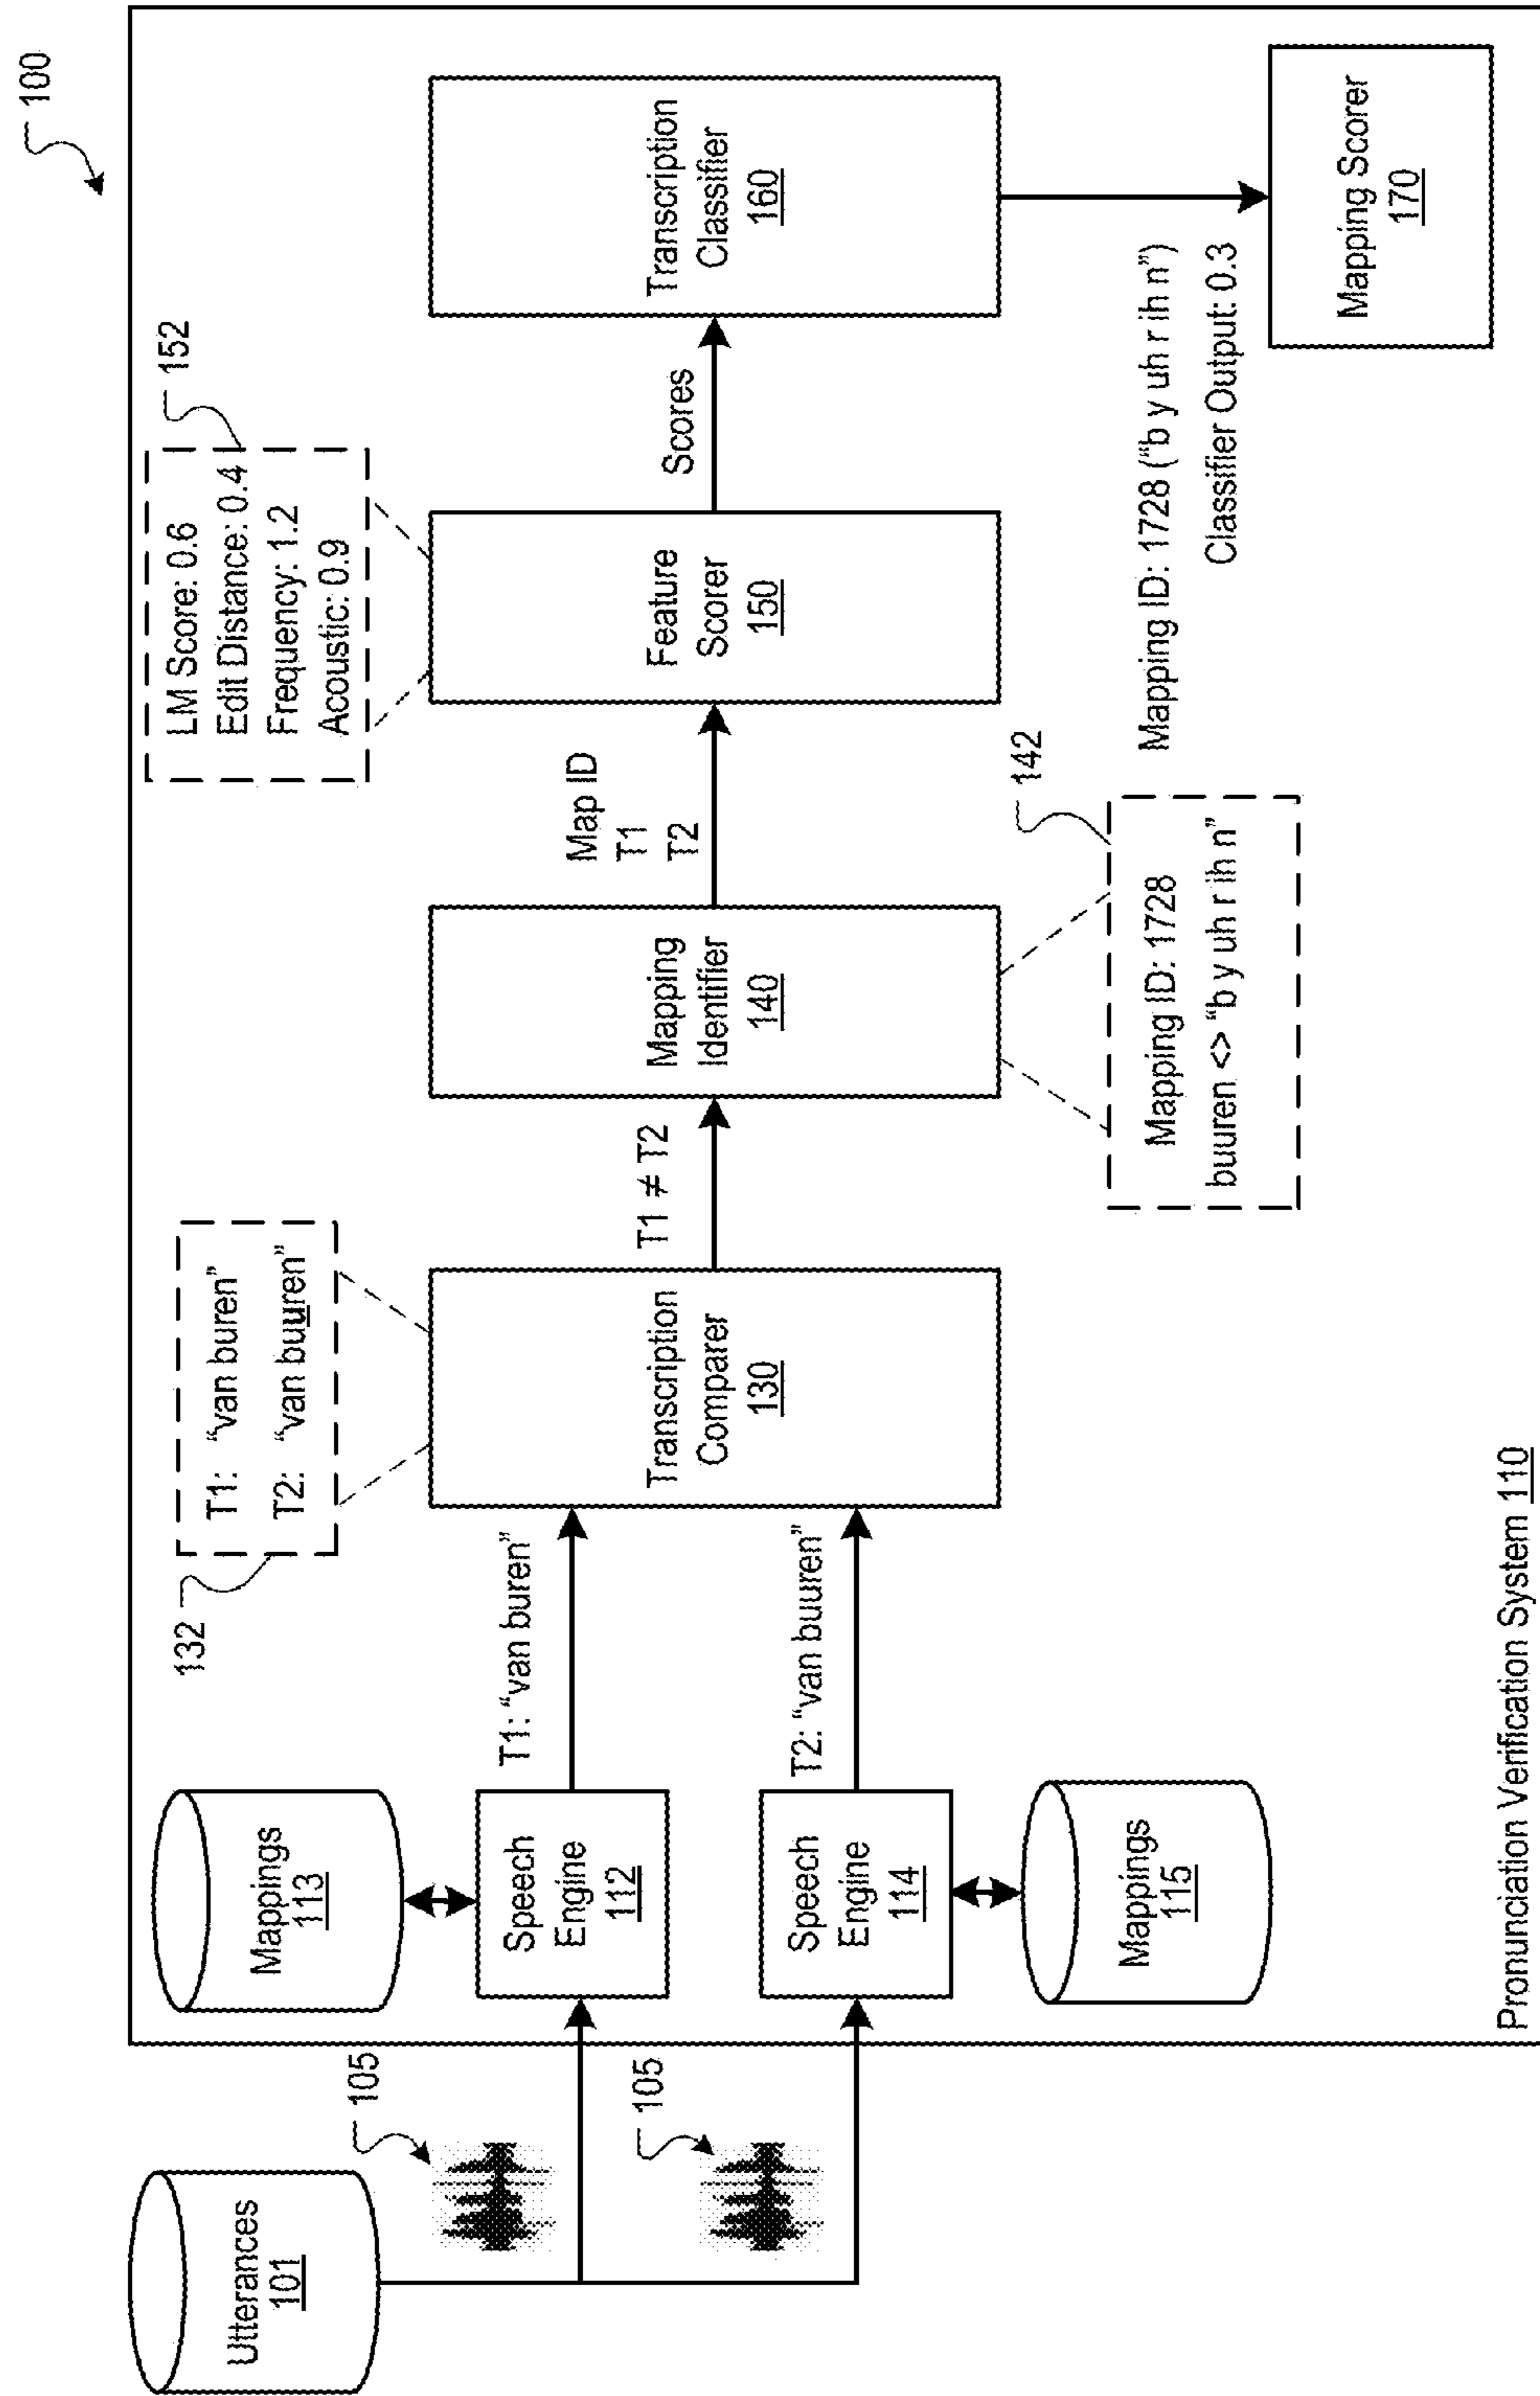 100
Utterances
101
105
105
Mappings
113
Speech
Engine
112
Speech
Engine
114
Mappings
115
T1: “van buren”
T2: “van buuren”
132
T1: “van buren”
T2: “van buuren”
Transcription
Comparer
130
T1 ≠ T2
Mapping
Identifier
140
142
Mapping ID: 1728
buuren <> “b y uh r ih n”
Map ID
T1
T2
152
LM Score: 0.6
Edit Distance: 0.4
Frequency: 1.2
Acoustic: 0.9
Feature
Scorer
150
Scores
Transcription
Classifier
160
Mapping ID: 1728 (“b y uh r ih n”)
Classifier Output: 0.3
Mapping Scorer
170
Pronunciation Verification System 110